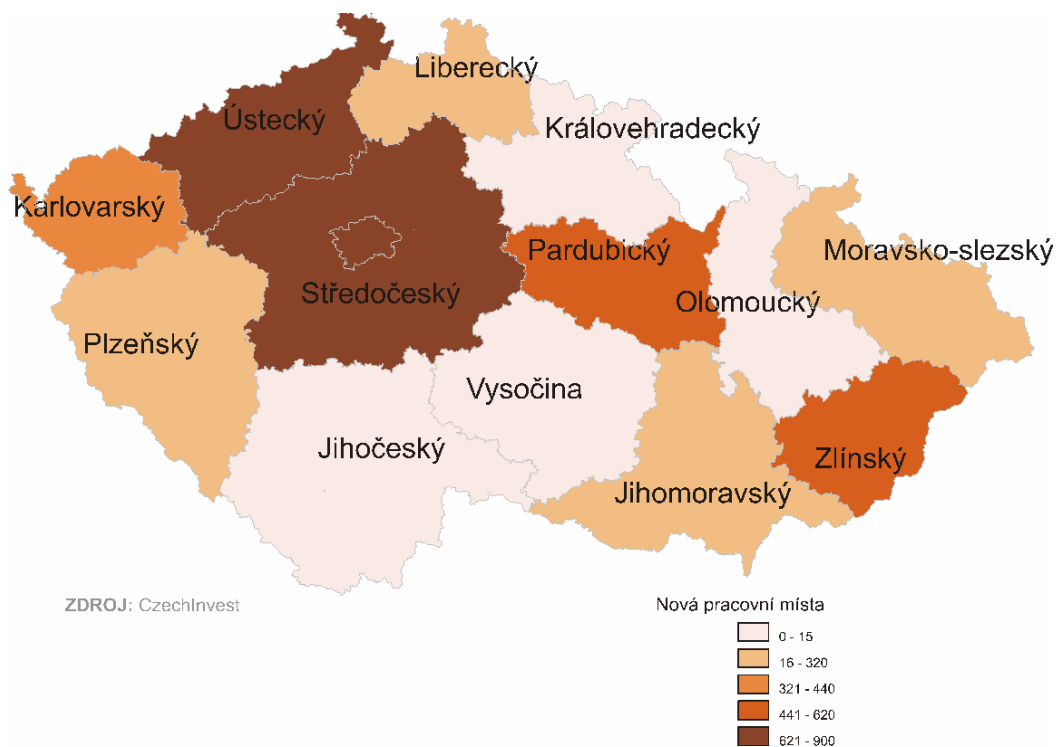 Liberecký
Ústecký
Královehradecký
Karlovarský
Pardubický
Moravsko-slezský
Středočeský
Olomoucký
Plzeňský
Vysočina
Jihočeský
Zlínský
Jihomoravský
ZDROJ: CzechInvest
Nová pracovní místa
0 - 15
16 - 320
321 - 440
441 - 620
621 - 900